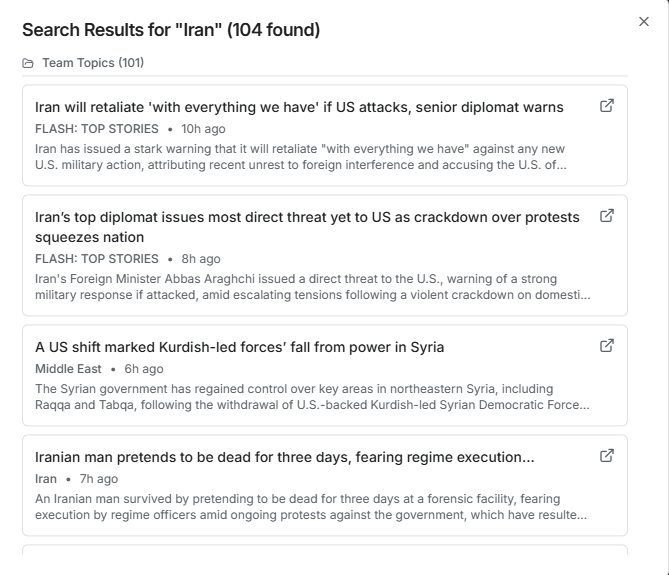 Search Results for "Iran" (104 found)
Team Topics (101)
Iran will retaliate 'with everything we have' if US attacks, senior diplomat warns
FLASH: TOP STORIES • 10h ago
Iran has issued a stark warning that it will retaliate "with everything we have" against any new
U.S. military action, attributing recent unrest to foreign interference and accusing the U.S. of...
Iran’s top diplomat issues most direct threat yet to US as crackdown over protests
squeezes nation
FLASH: TOP STORIES • 8h ago
Iran's Foreign Minister Abbas Araghchi issued a direct threat to the U.S., warning of a strong
military response if attacked, amid escalating tensions following a violent crackdown on domesti...
A US shift marked Kurdish-led forces’ fall from power in Syria
Middle East • 6h ago
The Syrian government has regained control over key areas in northeastern Syria, including
Raqqa and Tabqa, following the withdrawal of U.S.-backed Kurdish-led Syrian Democratic Force...
Iranian man pretends to be dead for three days, fearing regime execution...
Iran • 7h ago
An Iranian man survived by pretending to be dead for three days at a forensic facility, fearing
execution by regime officers amid ongoing protests against the government, which have resulte...